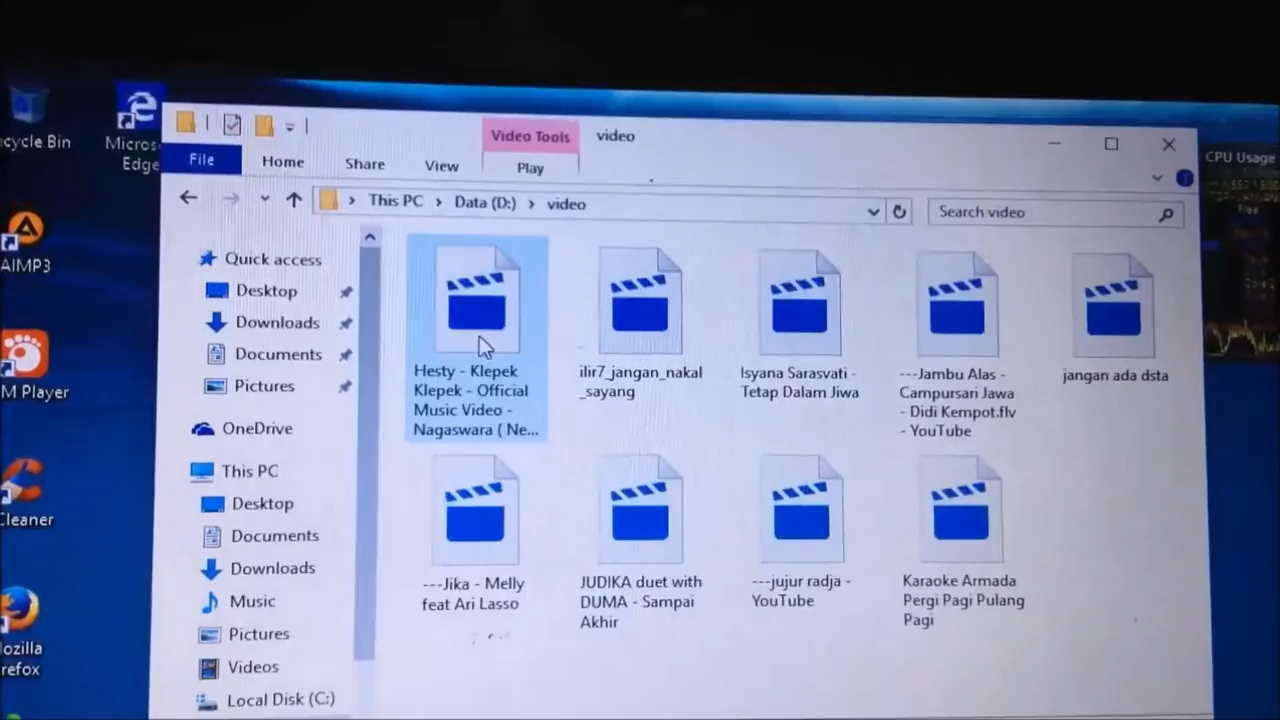 Video Tools
video
File
Home
Share
View
Play
This PC > Data (D:) > video
Search video
CPU Usage
cycle Bin
Micros
Edge
AIMP3
M Player
Cleaner
ozilla
refox
Quick access
Desktop
Downloads
Documents
Pictures
OneDrive
This PC
Desktop
Documents
Downloads
Music
Pictures
Videos
Local Disk (C:)
Hesty - Klepek
Klepek - Official
Music Video -
Nagaswara ( Ne...
ilir7_jangan_nakal
_sayang
Isyana Sarasvati -
Tetap Dalam Jiwa
---Jambu Alas -
Campursari Jawa
- Didi Kempot.flv
- YouTube
jangan ada dsta
---Jika - Melly
feat Ari Lasso
JUDIKA duet with
DUMA - Sampai
Akhir
---jujur radja -
YouTube
Karaoke Armada
Pergi Pagi Pulang
Pagi